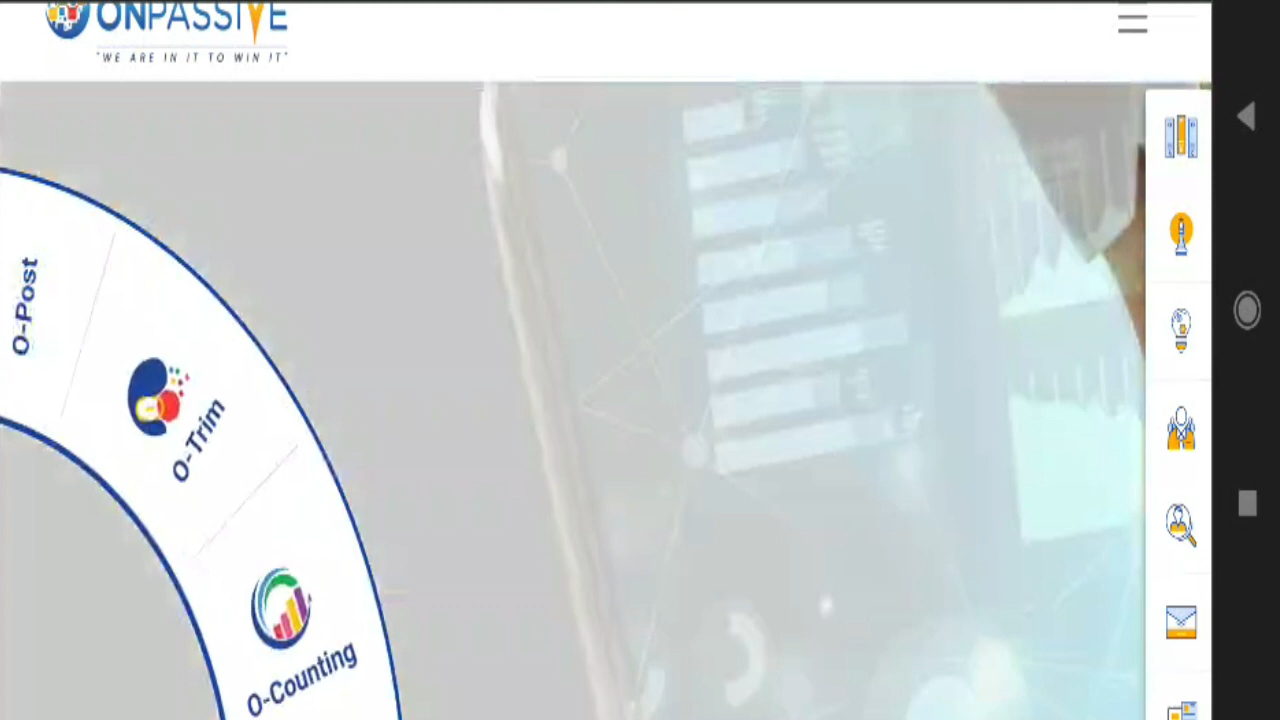 ONPASSIVE
"WE ARE IN IT TO WIN IT"
O-Post
O-Trim
O-Counting